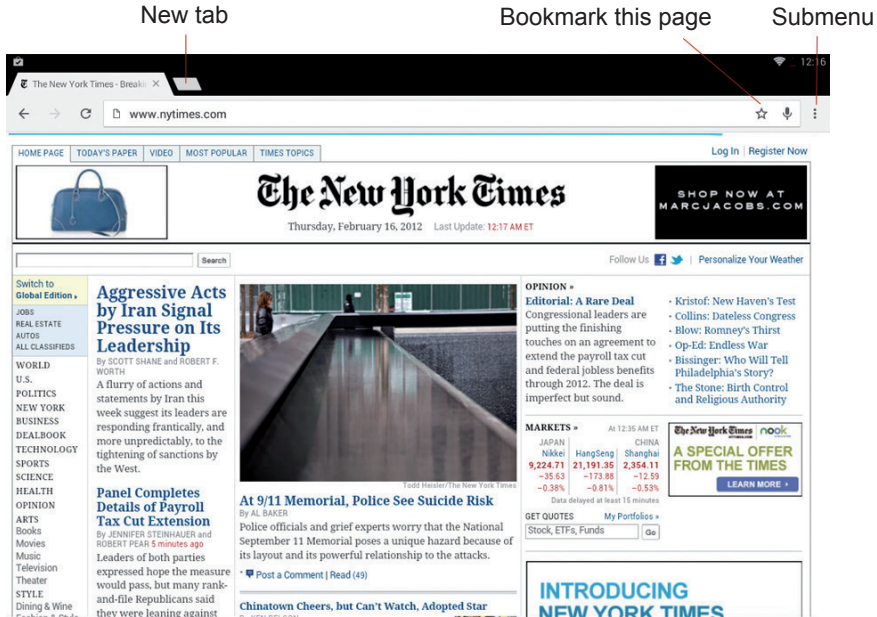 New tab
Bookmark this page
Submenu
12:16
The New York Times - Breaki
www.nytimes.com
HOME PAGE
TODAY'S PAPER
VIDEO
MOST POPULAR
TIMES TOPICS
Log In
Register Now
The New York Times
Thursday, February 16, 2012 Last Update: 12:17 AM ET
SHOP NOW AT
MARCJACOBS.COM
Search
Follow Us
Personalize Your Weather
Switch to
Global Edition
JOBS
REAL ESTATE
AUTOS
ALL CLASSIFIEDS
WORLD
U.S.
POLITICS
NEW YORK
BUSINESS
DEALBOOK
TECHNOLOGY
SPORTS
SCIENCE
HEALTH
OPINION
ARTS
Books
Movies
Music
Television
Theater
STYLE
Dining & Wine
Fashion & Style
Aggressive Acts
by Iran Signal
Pressure on Its
Leadership
By SCOTT SHANE and ROBERT F.
WORTH
A flurry of actions and
statements by Iran this
week suggest its leaders are
responding frantically, and
more unpredictably, to the
tightening of sanctions by
the West.
Panel Completes
Details of Payroll
Tax Cut Extension
By JENNIFER STEINHAUER and
ROBERT PEAR 5 minutes ago
Leaders of both parties
expressed hope the measure
would pass, but many rank-
and-file Republicans said
they were leaning against
Todd Heisler/The New York Times
At 9/11 Memorial, Police See Suicide Risk
By AL BAKER
Police officials and grief experts worry that the National
September 11 Memorial poses a unique hazard because of
its layout and its powerful relationship to the attacks.
• Post a Comment | Read (49)
Chinatown Cheers, but Can't Watch, Adopted Star
By KEN BELSON
OPINION »
Editorial: A Rare Deal
Congressional leaders are
putting the finishing
touches on an agreement to
extend the payroll tax cut
and federal jobless benefits
through 2012. The deal is
imperfect but sound.
• Kristof: New Haven's Test
• Collins: Dateless Congress
• Blow: Romney's Thirst
• Op-Ed: Endless War
• Bissinger: Who Will Tell
Philadelphia's Story?
• The Stone: Birth Control
and Religious Authority
MARKETS » At 12:35 AM ET
JAPAN CHINA
Nikkei HangSeng Shanghai
9,224.71 21,191.35 2,354.11
−35.63 −173.88 −12.59
−0.38% −0.81% −0.53%
Data delayed at least 15 minutes
GET QUOTES My Portfolios »
Stock, ETFs, Funds Go
The New York Times nook
A SPECIAL OFFER
FROM THE TIMES
LEARN MORE
INTRODUCING
NEW YORK TIMES